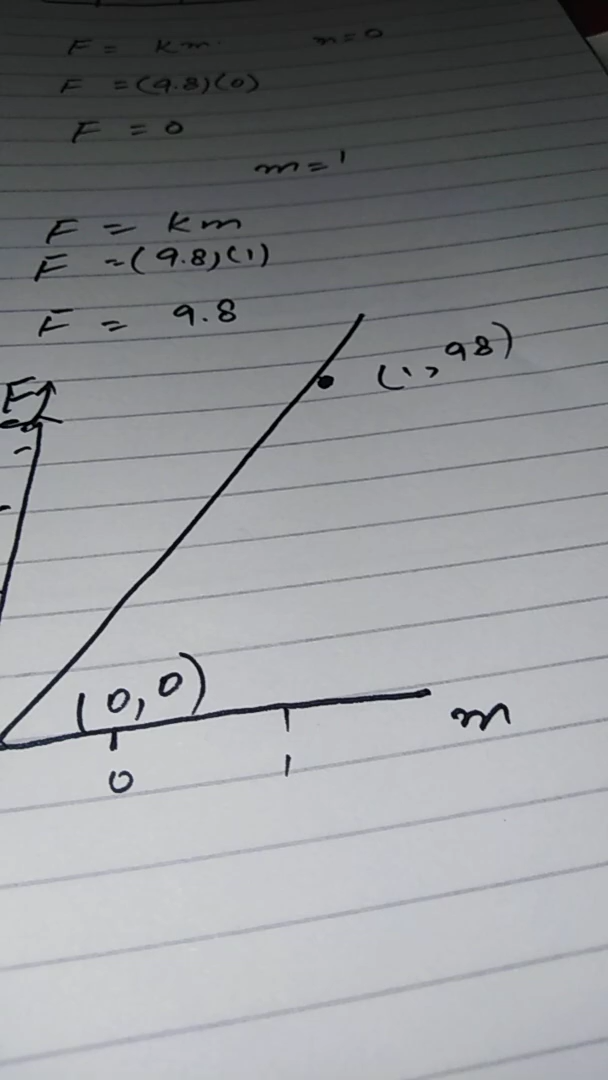 F = km m=0
F =(9.8)(0)
F = 0
m=1
F = km
F =(9.8)(1)
F = 9.8
(1, 98)
F
(0,0)
m
0 1